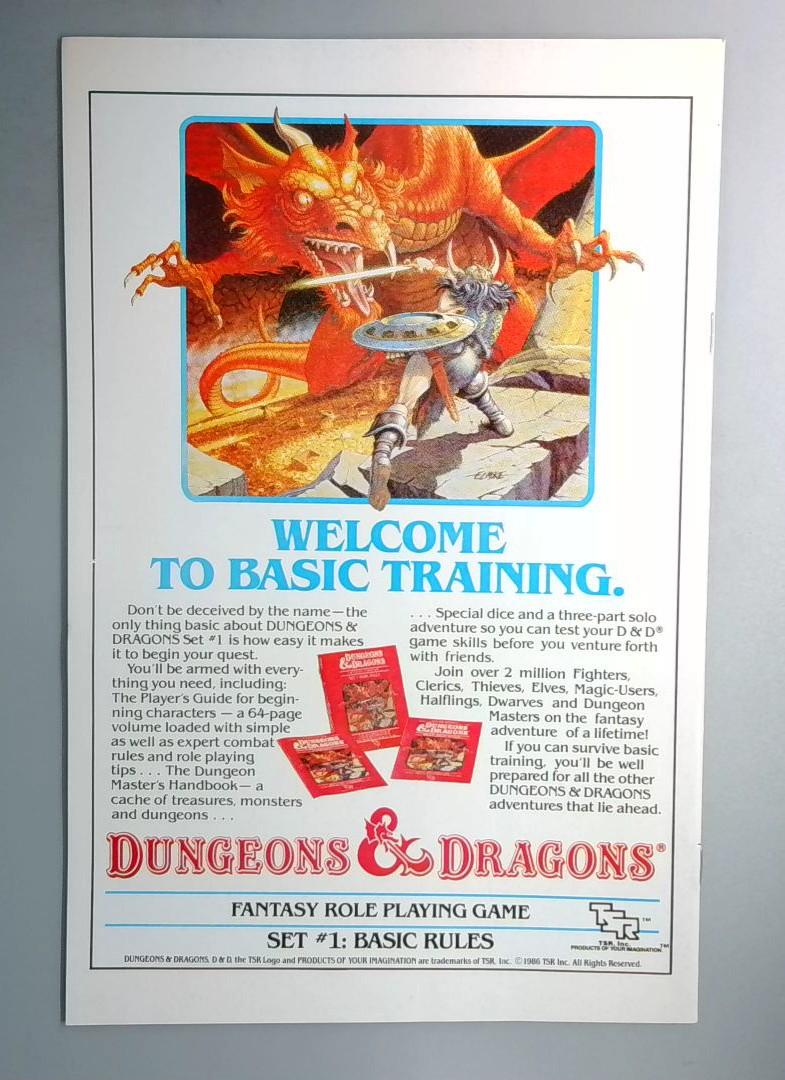 ELMORE
WELCOME
TO BASIC TRAINING.
Don't be deceived by the name—the
only thing basic about DUNGEONS &
DRAGONS Set #1 is how easy it makes
it to begin your quest.
You'll be armed with every-
thing you need, including:
The Player's Guide for begin-
ning characters — a 64-page
volume loaded with simple
as well as expert combat
rules and role playing
tips . . . The Dungeon
Master's Handbook— a
cache of treasures, monsters
and dungeons . . .
. . . Special dice and a three-part solo
adventure so you can test your D & D®
game skills before you venture forth
with friends.
Join over 2 million Fighters,
Clerics, Thieves, Elves, Magic-Users,
Halflings, Dwarves and Dungeon
Masters on the fantasy
adventure of a lifetime!
If you can survive basic
training, you'll be well
prepared for all the other
DUNGEONS & DRAGONS
adventures that lie ahead.
DUNGEONS
& DRAGONS
DUNGEONS
& DRAGONS
DUNGEONS
& DRAGONS
DUNGEONS & DRAGONS®
FANTASY ROLE PLAYING GAME
SET #1: BASIC RULES
TSR ™
TSR, Inc.
PRODUCTS OF YOUR IMAGINATION ™
DUNGEONS & DRAGONS, D & D, the TSR Logo and PRODUCTS OF YOUR IMAGINATION are trademarks of TSR, Inc. © 1986 TSR Inc. All Rights Reserved.